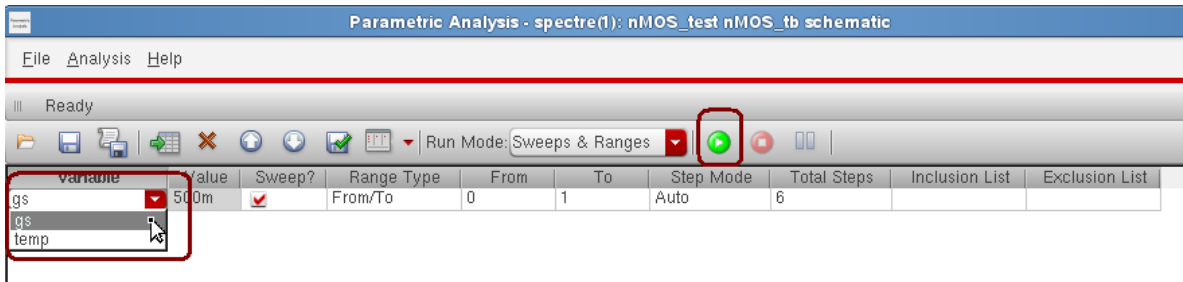 Parametric Analysis - spectre(1): nMOS_test nMOS_tb schematic
File Analysis Help
Ready
Run Mode: Sweeps & Ranges
Variable Value Sweep? Range Type From To Step Mode Total Steps Inclusion List Exclusion List
gs 500m From/To 0 1 Auto 6
gs
temp